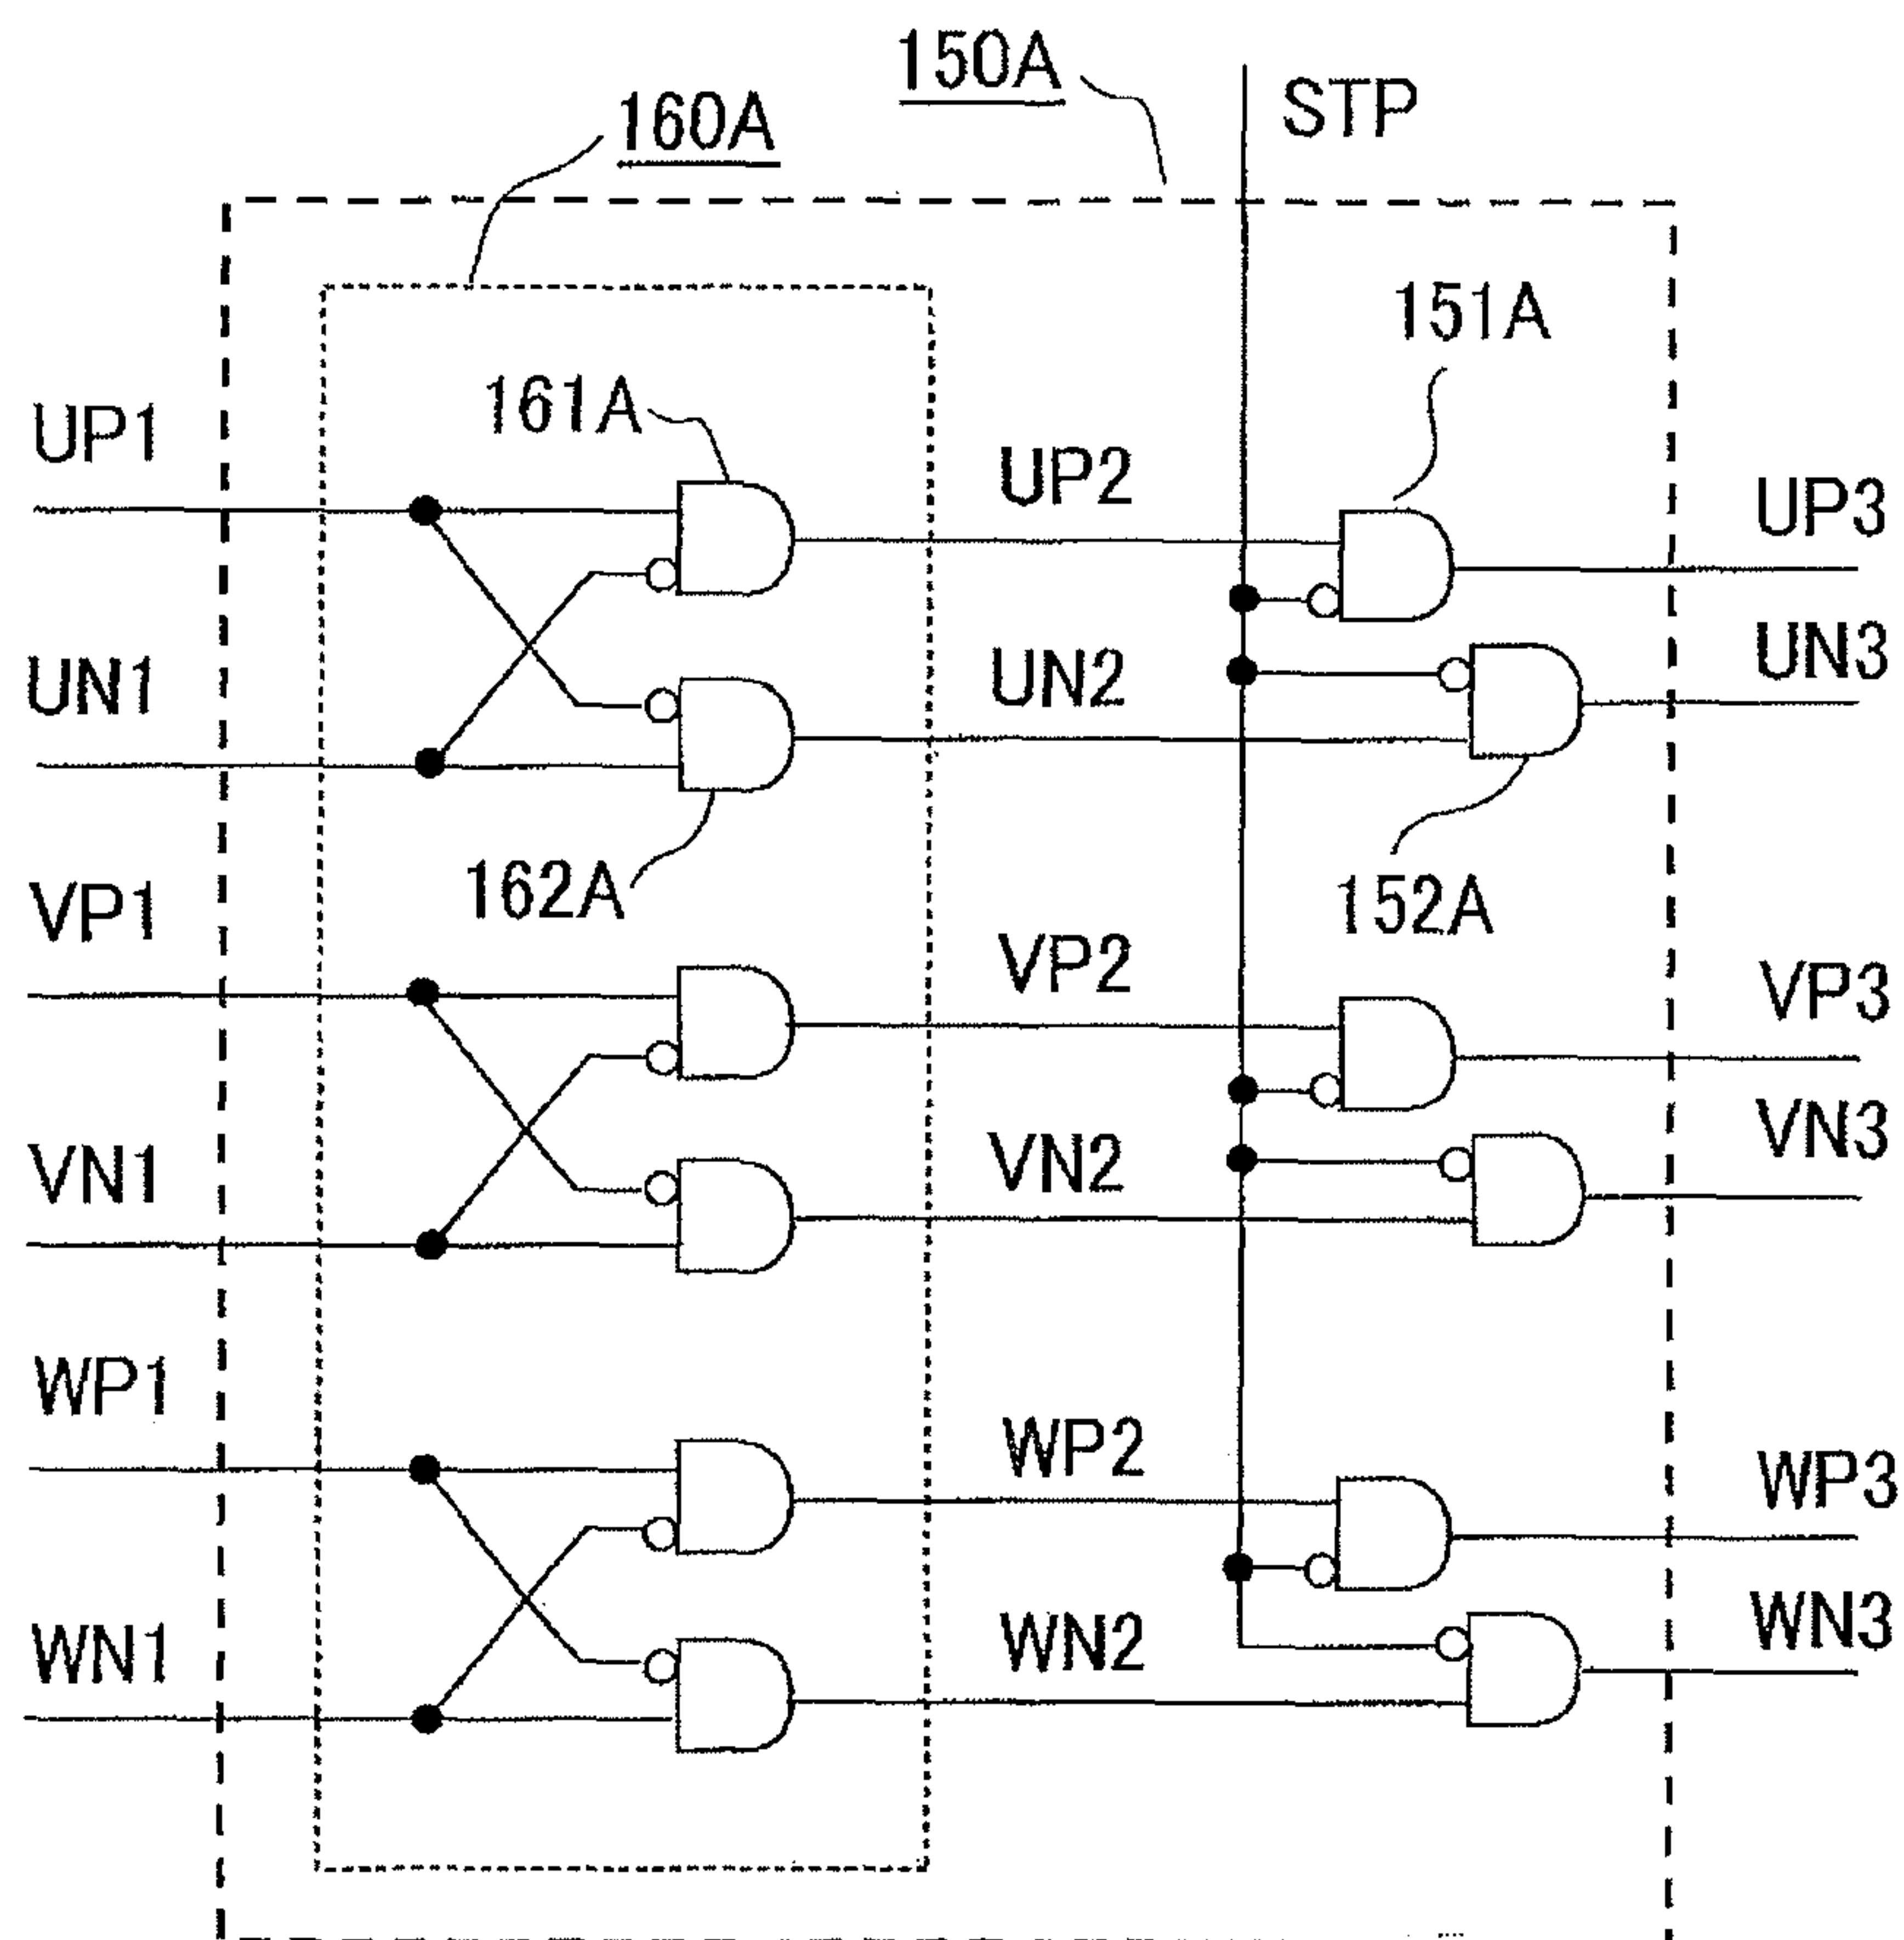 150A
STP
160A
151A
161A
UP1
UP2
UP3
UN1
UN2
UN3
162A
152A
VP1
VP2
VP3
VN1
VN2
VN3
WP1
WP2
WP3
WN1
WN2
WN3